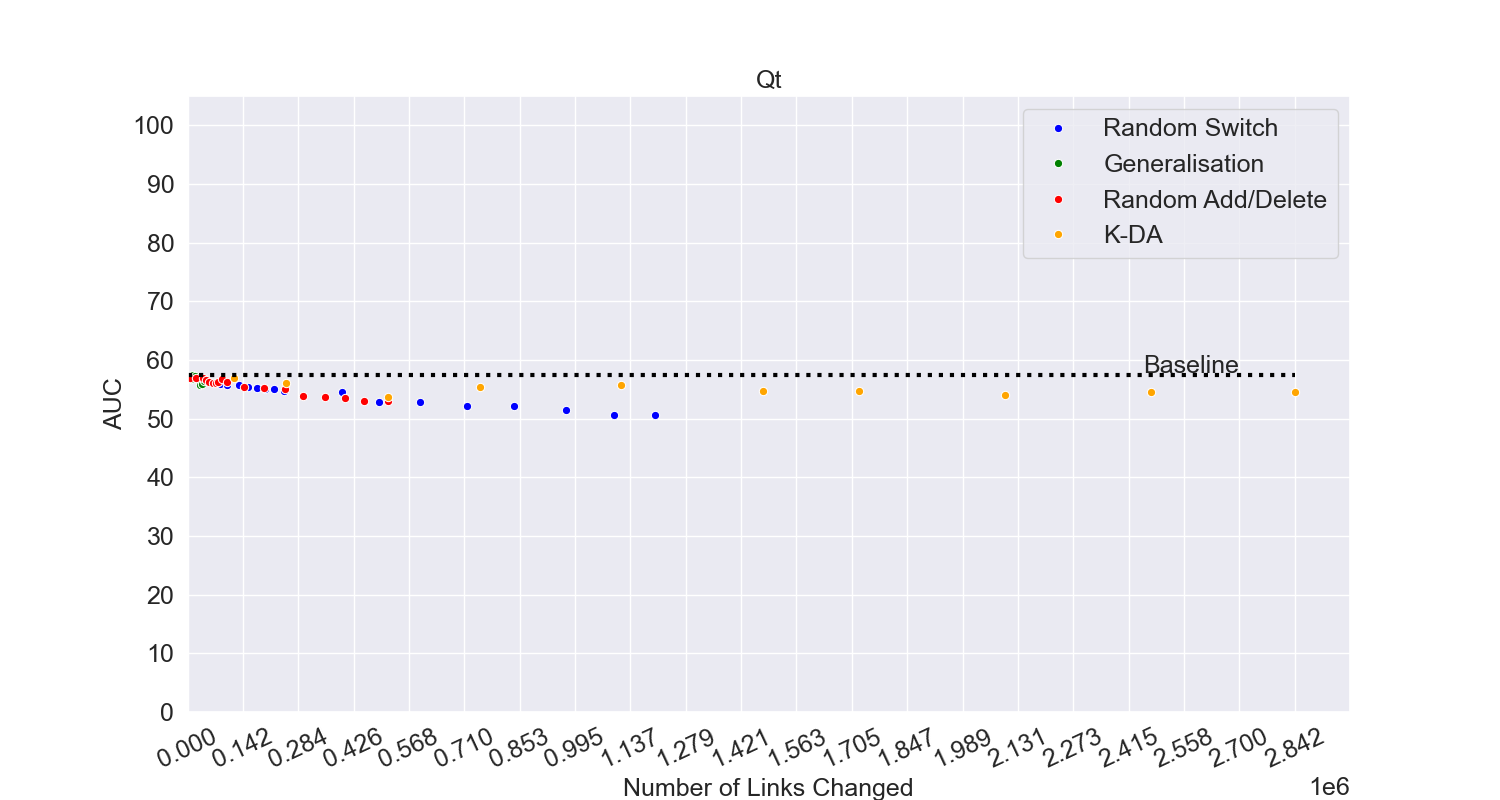 Qt
100
90
80
70
60
50
40
30
20
10
0
AUC
Random Switch
Generalisation
Random Add/Delete
K-DA
Baseline
0.000 0.142 0.284 0.426 0.568 0.710 0.853 0.995 1.137 1.279 1.421 1.563 1.705 1.847 1.989 2.131 2.273 2.415 2.558 2.700 2.842
Number of Links Changed
1e6